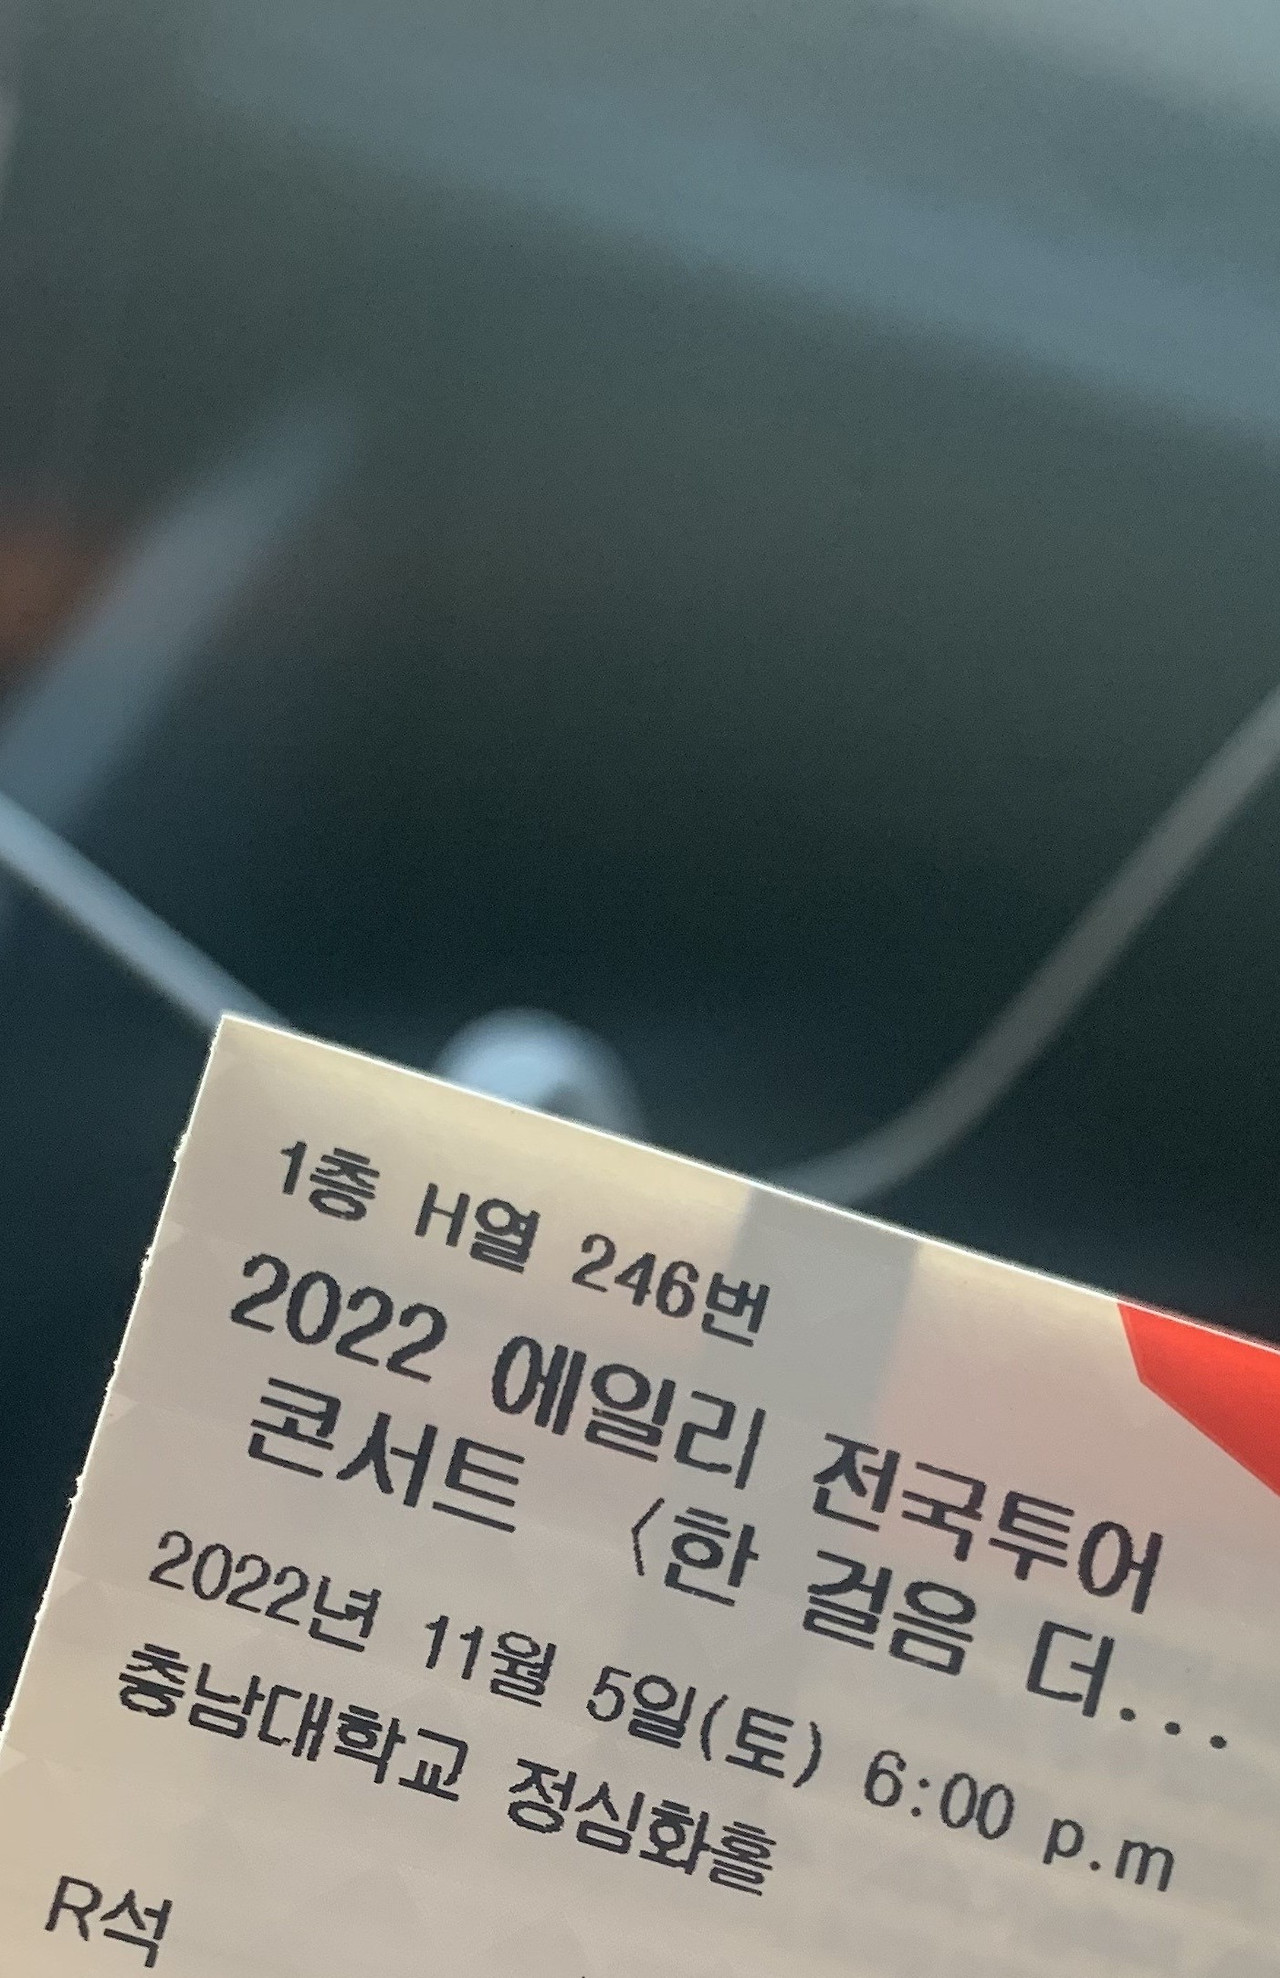 1층 H열 246번
2022 에일리 전국투어
콘서트 〈한 걸음 더...
2022년 11월 5일(토) 6:00 p.m
충남대학교 정심화홀
R석